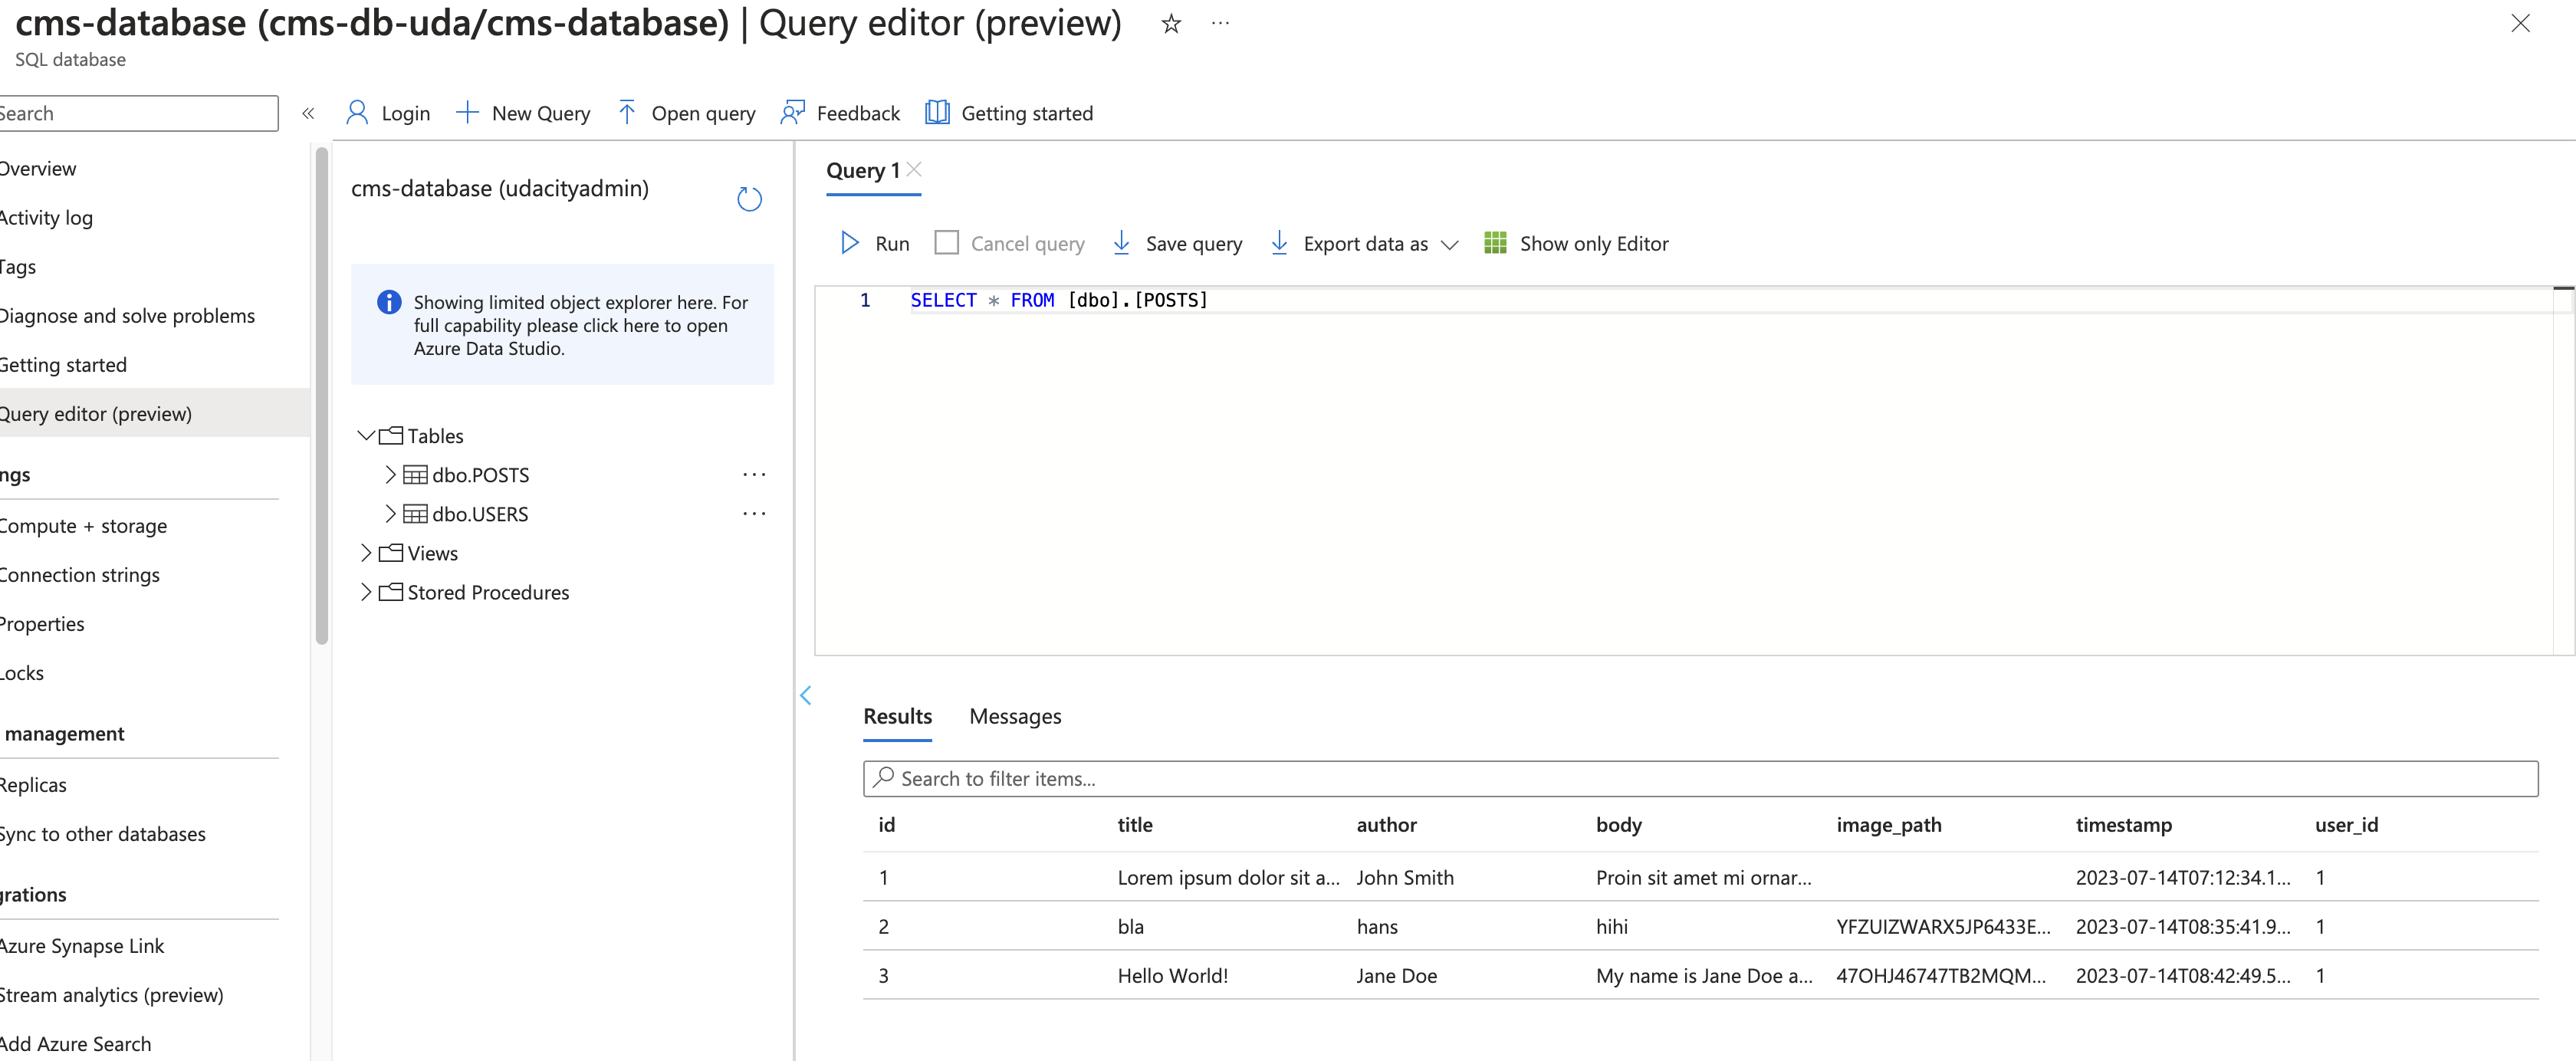 cms-database (cms-db-uda/cms-database) | Query editor (preview)
SQL database
Search
Login
New Query
Open query
Feedback
Getting started
Overview
Activity log
Tags
Diagnose and solve problems
Getting started
Query editor (preview)
ngs
Compute + storage
Connection strings
Properties
Locks
management
Replicas
Sync to other databases
grations
Azure Synapse Link
Stream analytics (preview)
Add Azure Search
cms-database (udacityadmin)
Showing limited object explorer here. For
full capability please click here to open
Azure Data Studio.
Tables
dbo.POSTS
dbo.USERS
Views
Stored Procedures
Query 1
Run
Cancel query
Save query
Export data as
Show only Editor
1 SELECT * FROM [dbo].[POSTS]
Results Messages
Search to filter items...
id title author body image_path timestamp user_id
1 Lorem ipsum dolor sit a... John Smith Proin sit amet mi ornar... 2023-07-14T07:12:34.1... 1
2 bla hans hihi YFZUIZWARX5JP6433E... 2023-07-14T08:35:41.9... 1
3 Hello World! Jane Doe My name is Jane Doe a... 47OHJ46747TB2MQM... 2023-07-14T08:42:49.5... 1